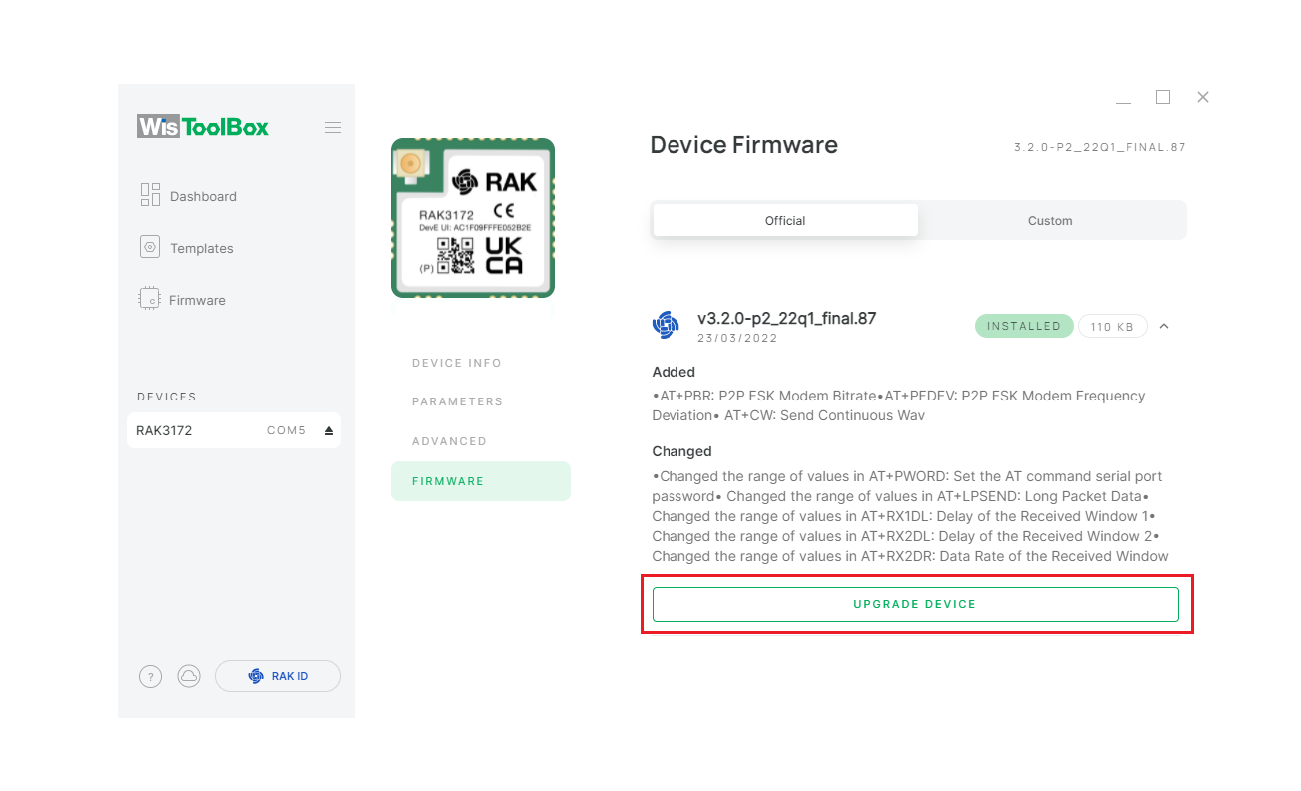 WisToolBox
Dashboard
Templates
Firmware
DEVICES
RAK3172 COM5
?
RAK ID
RAK
RAK3172
DevE UI: AC1F09FFFE052B2E
CE
(P)
UK
CA
DEVICE INFO
PARAMETERS
ADVANCED
FIRMWARE
Device Firmware
3.2.0-P2_22Q1_FINAL.87
Official
Custom
v3.2.0-p2_22q1_final.87
23/03/2022
INSTALLED
110 KB
Added
•AT+PBR: P2P FSK Modem Bitrate•AT+PFDEV: P2P FSK Modem Frequency
Deviation• AT+CW: Send Continuous Wav
Changed
•Changed the range of values in AT+PWORD: Set the AT command serial port
password• Changed the range of values in AT+LPSEND: Long Packet Data•
Changed the range of values in AT+RX1DL: Delay of the Received Window 1•
Changed the range of values in AT+RX2DL: Delay of the Received Window 2•
Changed the range of values in AT+RX2DR: Data Rate of the Received Window
UPGRADE DEVICE